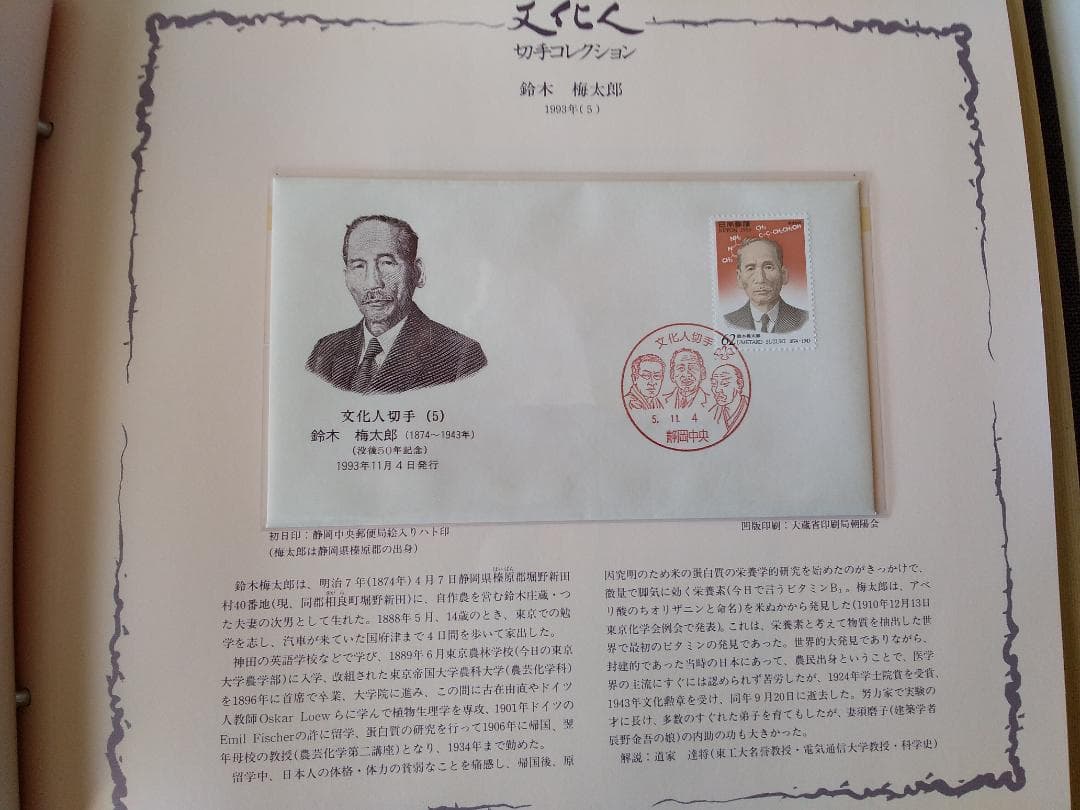 文化人
切手コレクション
鈴木 梅太郎
1993年(5)
日本郵便
NIPPON 1993
NH₂
CH₃
C-C-CH₂CH₂OH
CH₃
62
鈴木梅太郎
UMETARO SUZUKI 1874-1943
文化人切手
5. 11. 4
静岡中央
文化人切手 (5)
鈴木 梅太郎 (1874〜1943年)
(没後50年記念)
1993年11月4日発行
初日印：静岡中央郵便局絵入りハト印
(梅太郎は静岡県榛原郡の出身)
凹版印刷：大蔵省印刷局朝陽会
鈴木梅太郎は、明治7年(1874年)4月7日静岡県榛原郡堀野新田
村40番地(現、同郡相良町堀野新田)に、自作農を営む鈴木庄蔵・つ
た夫妻の次男として生れた。1888年5月、14歳のとき、東京での勉
学を志し、汽車が来ていた国府津まで4日間を歩いて家出した。
神田の英語学校などで学び、1889年6月東京農林学校(今日の東京
大学農学部)に入学、改組された東京帝国大学農科大学(農芸化学科)
を1896年に首席で卒業、大学院に進み、この間に古在由直やドイツ
人教師Oskar Loewらに学んで植物生理学を専攻、1901年ドイツの
Emil Fischerの許に留学、蛋白質の研究を行って1906年に帰国、翌
年母校の教授(農芸化学第二講座)となり、1934年まで勤めた。
留学中、日本人の体格・体力の貧弱なことを痛感し、帰国後、原
因究明のため米の蛋白質の栄養学的研究を始めたのがきっかけで、
微量で脚気に効く栄養素(今日で言うビタミンB₁。梅太郎は、アベ
リ酸のちオリザニンと命名)を米ぬかから発見した(1910年12月13日
東京化学会例会で発表)。これは、栄養素と考えて物質を抽出した世
界で最初のビタミンの発見であった。世界的大発見でありながら、
封建的であった当時の日本にあって、農民出身ということで、医学
界の主流にすぐには認められず苦労したが、1924年学士院賞を受賞、
1943年文化勲章を受け、同年9月20日に逝去した。努力家で実験の
才に長け、多数のすぐれた弟子を育てもしたが、妻須磨子(建築学者
辰野金吾の娘)の内助の功も大きかった。
解説：道家 達将(東工大名誉教授・電気通信大学教授・科学史)